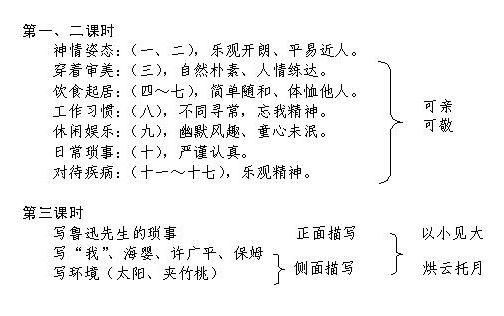 第一、二课时
神情姿态:(一、二),乐观开朗、平易近人。
穿着审美:(三),自然朴素、人情练达。
饮食起居:(四~七),简单随和、体恤他人。
工作习惯:(八),不同寻常,忘我精神。
休闲娱乐:(九),幽默风趣、童心未泯。
日常琐事:(十),严谨认真。
对待疾病:(十一~十七),乐观精神。
可亲
可敬
第三课时
写鲁迅先生的琐事 正面描写 以小见大
写“我”、海婴、许广平、保姆
写环境(太阳、夹竹桃) 侧面描写 烘云托月